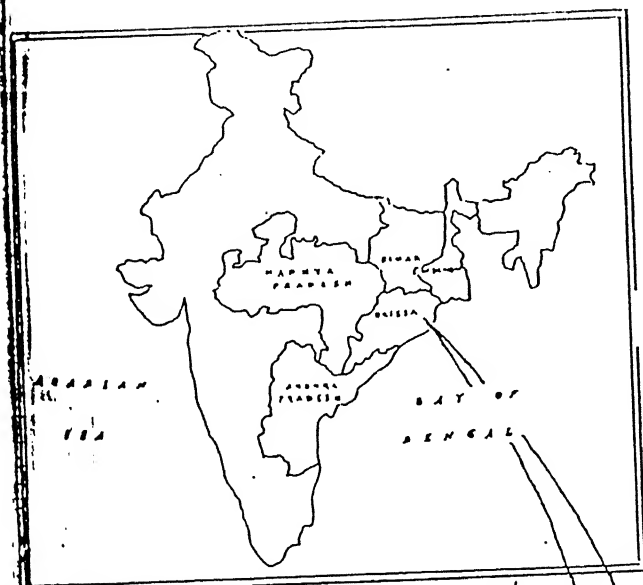 MADHYA
PRADESH
BIHAR
ORISSA
ANDHRA
PRADESH
ARABIAN
SEA
BAY OF
BENGAL